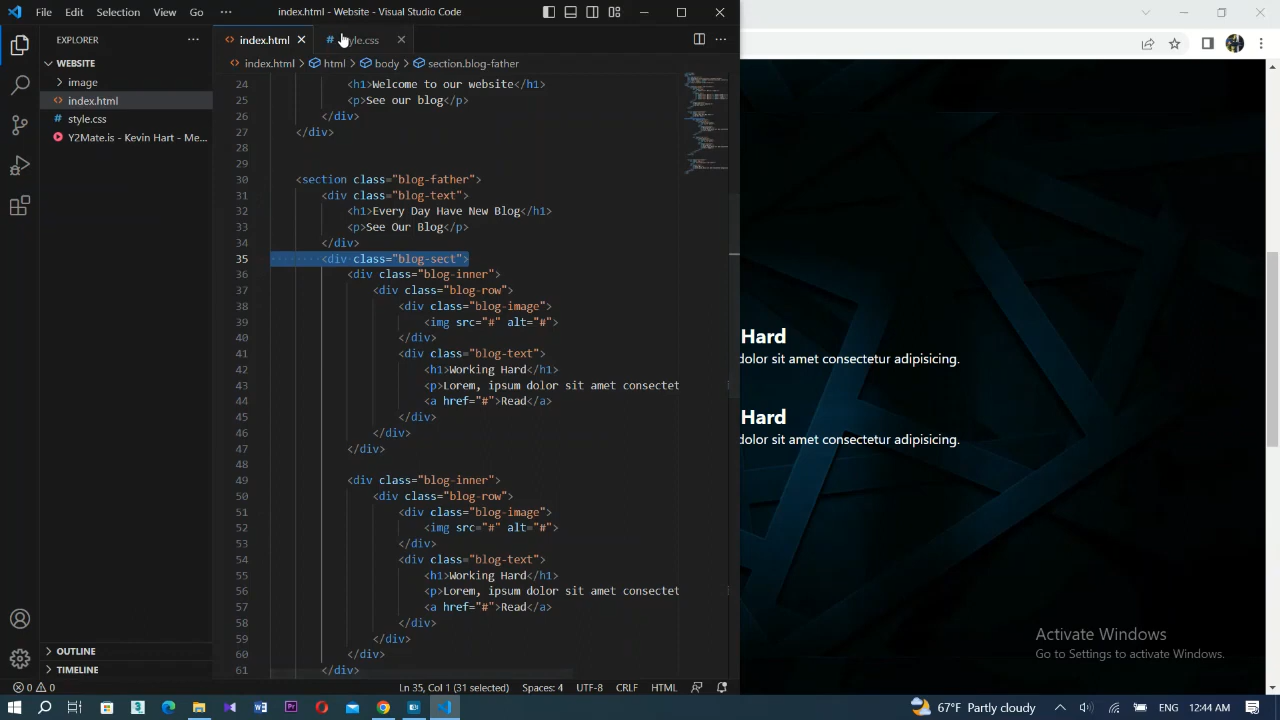 File Edit Selection View Go ··· index.html - Website - Visual Studio Code
EXPLORER ···
WEBSITE
image
index.html
style.css
Y2Mate.is - Kevin Hart - Me...
OUTLINE
TIMELINE
index.html
index.html > html > body > section.blog-father
24 <h1>Welcome to our website</h1>
25 <p>See our blog</p>
26 </div>
27 </div>
28
29
30 <section class="blog-father">
31 <div class="blog-text">
32 <h1>Every Day Have New Blog</h1>
33 <p>See Our Blog</p>
34 </div>
35 <div class="blog-sect">
36 <div class="blog-inner">
37 <div class="blog-row">
38 <div class="blog-image">
39 <img src="#" alt="#">
40 </div>
41 <div class="blog-text">
42 <h1>Working Hard</h1>
43 <p>Lorem, ipsum dolor sit amet consectet
44 <a href="#">Read</a>
45 </div>
46 </div>
47 </div>
48
49 <div class="blog-inner">
50 <div class="blog-row">
51 <div class="blog-image">
52 <img src="#" alt="#">
53 </div>
54 <div class="blog-text">
55 <h1>Working Hard</h1>
56 <p>Lorem, ipsum dolor sit amet consectet
57 <a href="#">Read</a>
58 </div>
59 </div>
60 </div>
61 </div>
Hard
dolor sit amet consectetur adipisicing.
Hard
dolor sit amet consectetur adipisicing.
Activate Windows
Go to Settings to activate Windows.
0 0 Ln 35, Col 1 (31 selected) Spaces: 4 UTF-8 CRLF HTML
67°F Partly cloudy ENG 12:44 AM